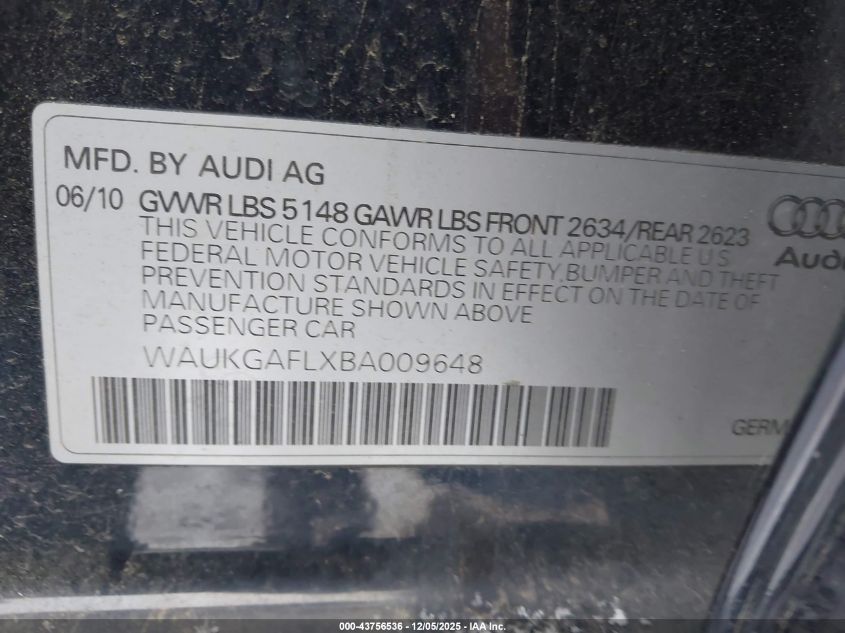 MFD. BY AUDI AG
06/10 GVWR LBS 5148 GAWR LBS FRONT 2634/REAR 2623
THIS VEHICLE CONFORMS TO ALL APPLICABLE U S
FEDERAL MOTOR VEHICLE SAFETY, BUMPER AND THEFT
PREVENTION STANDARDS IN EFFECT ON THE DATE OF
MANUFACTURE SHOWN ABOVE
PASSENGER CAR
WAUKGAFLXBA009648
Audi
GERM
000-43756536 - 12/05/2025 - IAA Inc.